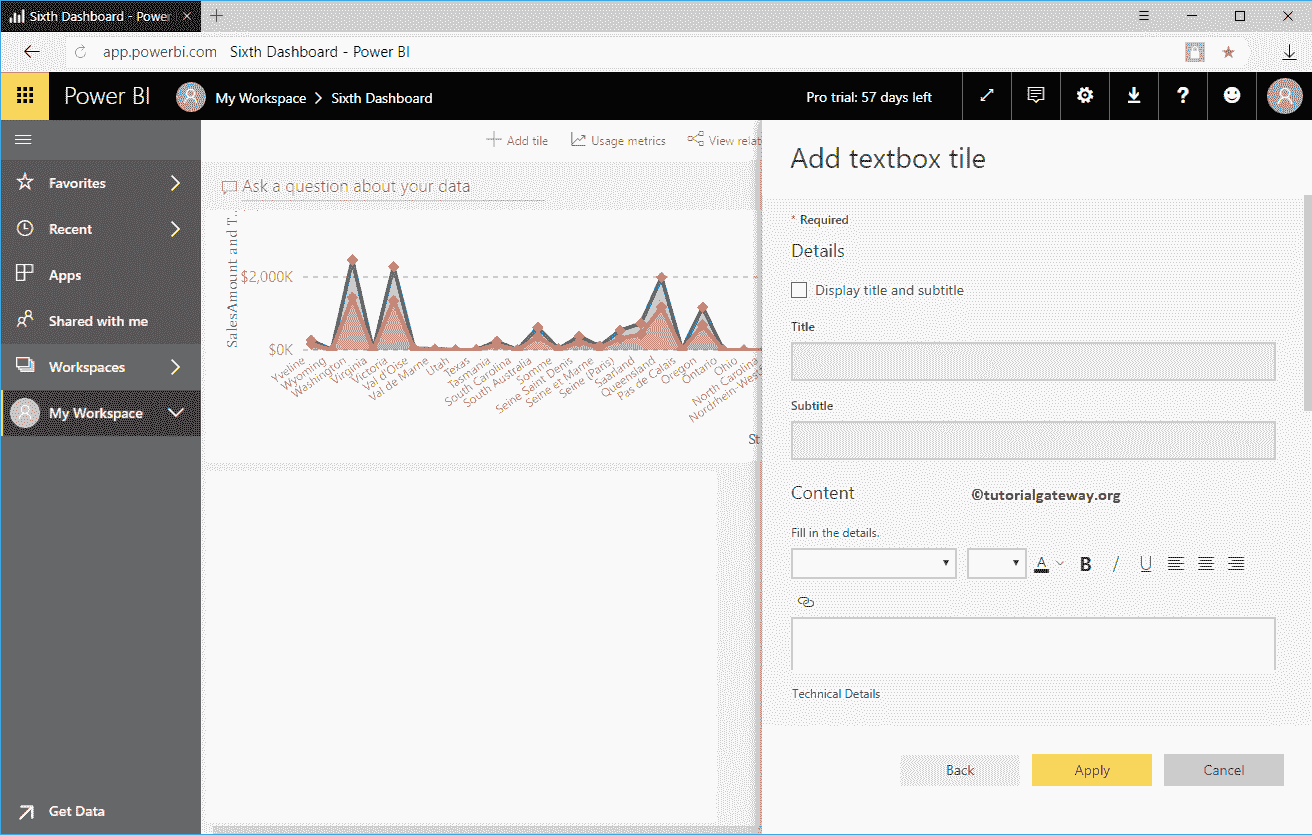 Sixth Dashboard - Power
app.powerbi.com Sixth Dashboard - Power BI
Power BI My Workspace > Sixth Dashboard Pro trial: 57 days left
Favorites
Recent
Apps
Shared with me
Workspaces
My Workspace
Get Data
Add tile Usage metrics View relat
Ask a question about your data
SalesAmount and T...
$2,000K
$0K
Yveline
Wyoming
Washington
Virginia
Victoria
Val d'Oise
Val de Marne
Utah
Texas
Tasmania
South Carolina
South Australia
Somme
Seine Saint Denis
Seine et Marne
Seine (Paris)
Saarland
Queensland
Pas de Calais
Oregon
Ontario
Ohio
North Carolina
Nordrhein-West
St
Add textbox tile
* Required
Details
Display title and subtitle
Title
Subtitle
Content
©tutorialgateway.org
Fill in the details.
A B I U
Technical Details
Back Apply Cancel